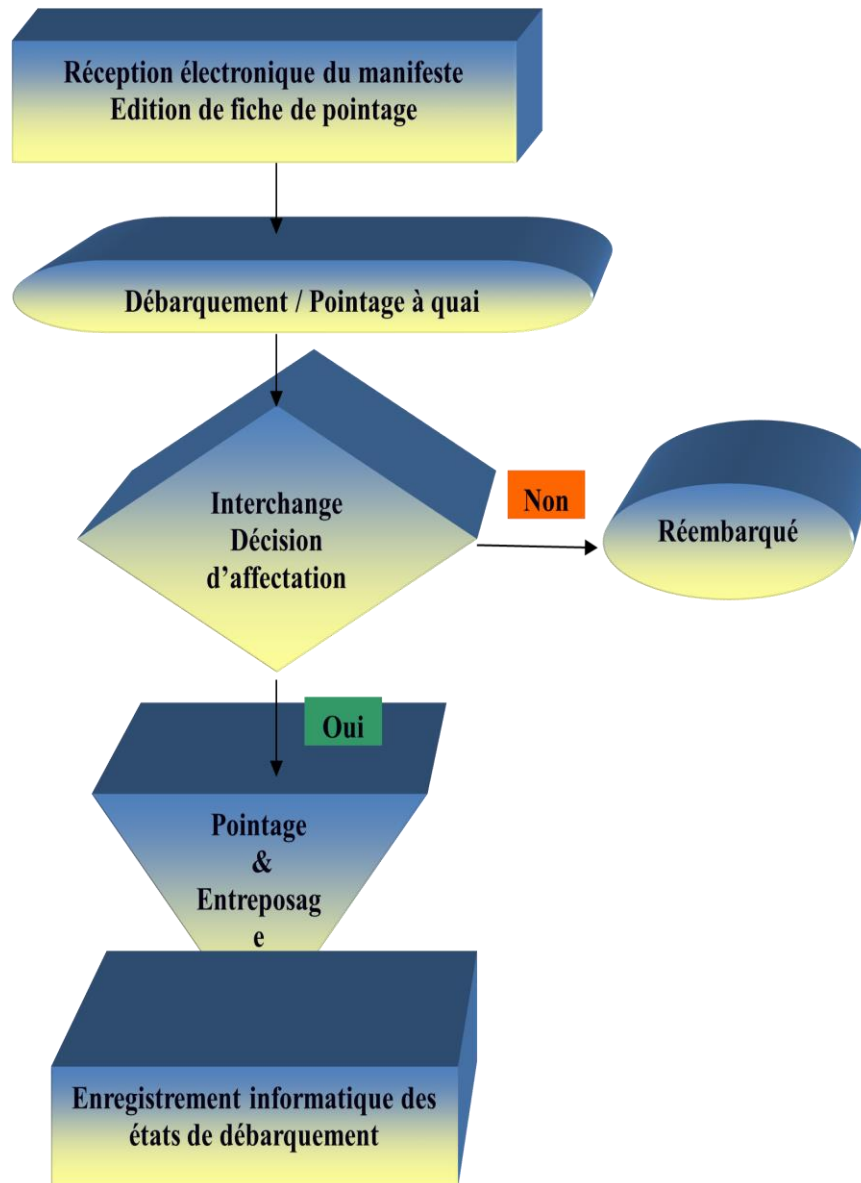 Réception électronique du manifeste
Edition de fiche de pointage
Débarquement / Pointage à quai
Interchange
Décision
d’affectation
Non
Réembarqué
Oui
Pointage
&
Entreposag
e
Enregistrement informatique des
états de débarquement